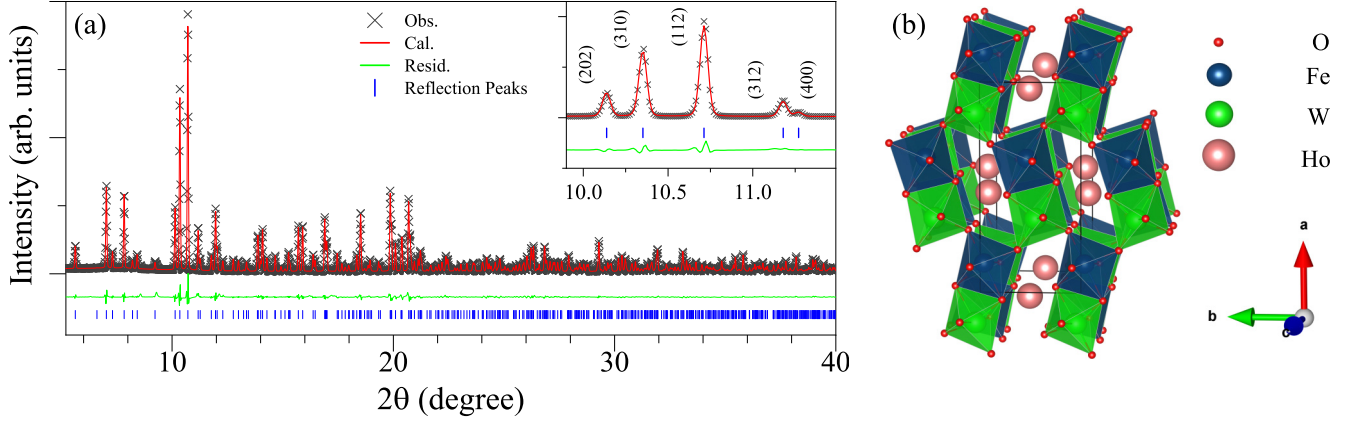 (a)
Obs.
Cal.
Resid.
Reflection Peaks
Intensity (arb. units)
10
20
30
40
2θ (degree)
(202)
(310)
(112)
(312)
(400)
10.0
10.5
11.0
(b)
O
Fe
W
Ho
a
b
c